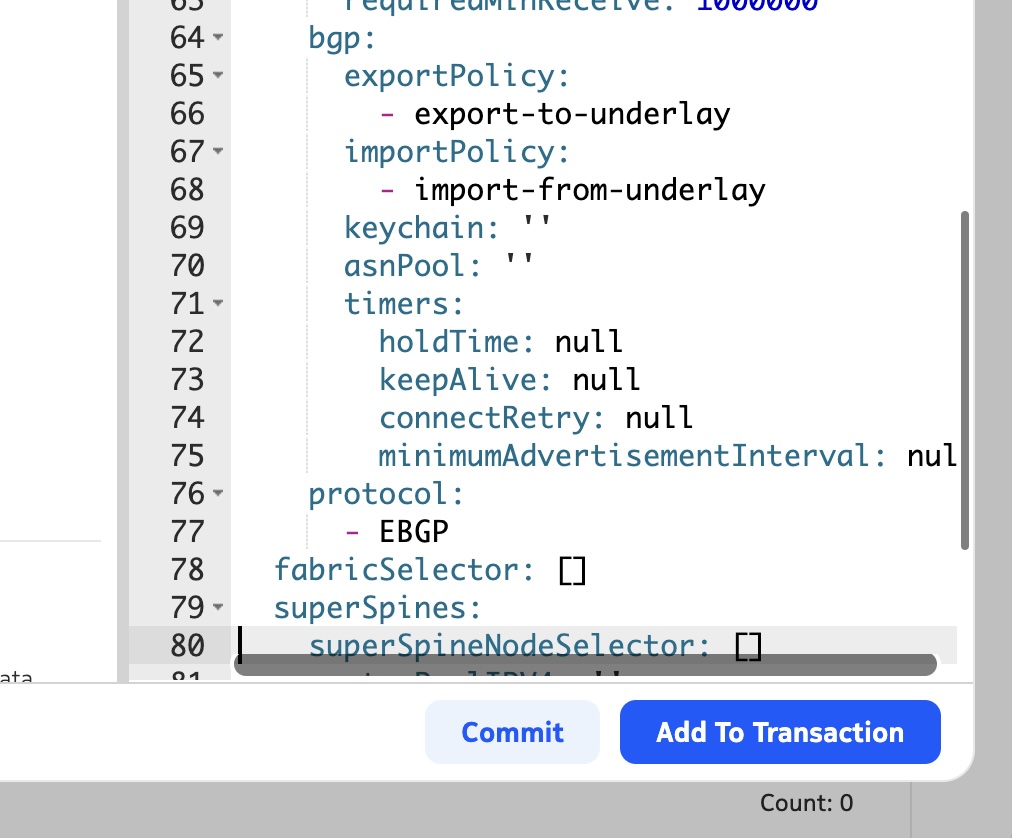 63 requiredMinReceive: 1000000
64 bgp:
65 exportPolicy:
66 - export-to-underlay
67 importPolicy:
68 - import-from-underlay
69 keychain: ''
70 asnPool: ''
71 timers:
72 holdTime: null
73 keepAlive: null
74 connectRetry: null
75 minimumAdvertisementInterval: nul
76 protocol:
77 - EBGP
78 fabricSelector: []
79 superSpines:
80 superSpineNodeSelector: []
81
ata
Commit
Add To Transaction
Count: 0